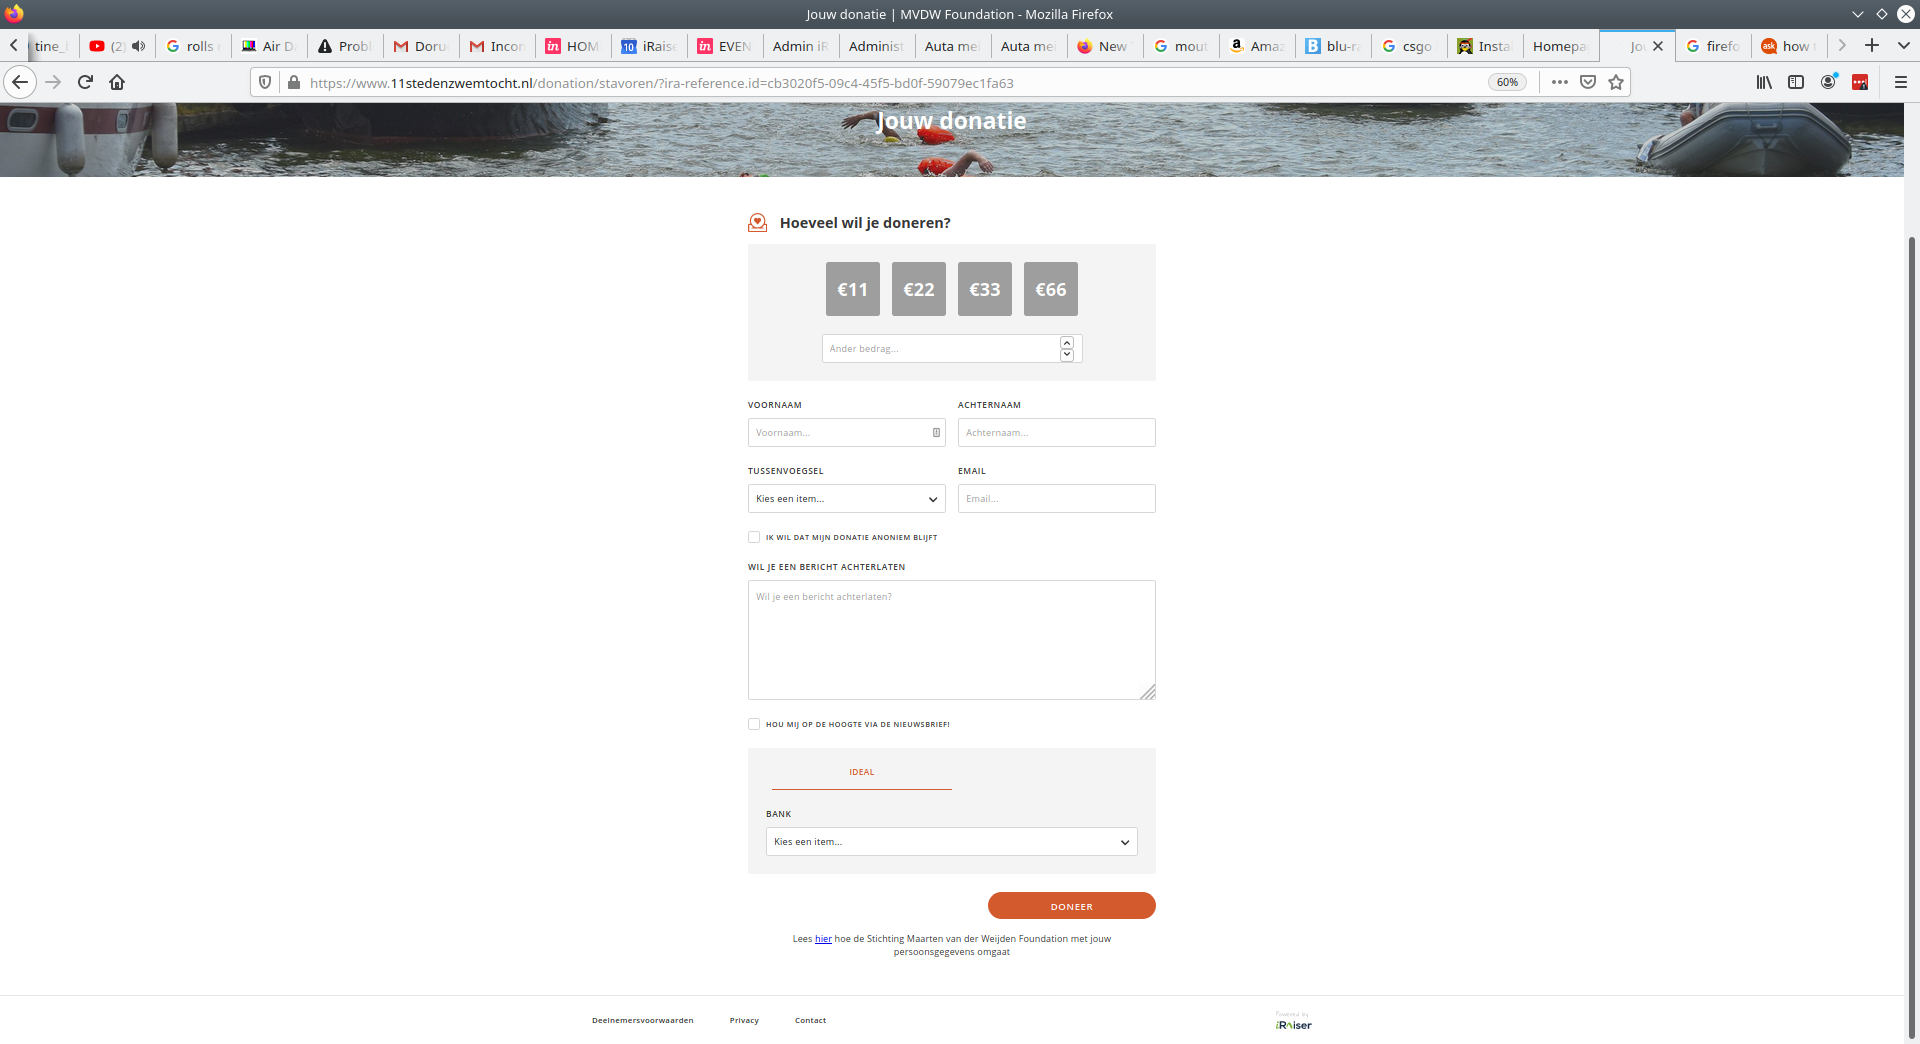 Jouw donatie | MVDW Foundation - Mozilla Firefox
tine_
(2)
rolls
Air D
Probl
Doru
Incon
HOM
iRaise
EVEN
Admin iR
Administ
Auta me
Auta me
New
mout
Amaz
blu-ra
csgo
Instal
Homepa
Jou
firefo
how t
https://www.11stedenzwemtocht.nl/donation/stavoren/?ira-reference.id=cb3020f5-09c4-45f5-bd0f-59079ec1fa63
60%
Jouw donatie
Hoeveel wil je doneren?
€11 €22 €33 €66
Ander bedrag...
VOORNAAM ACHTERNAAM
Voornaam... Achternaam...
TUSSENVOEGSEL EMAIL
Kies een item... Email...
IK WIL DAT MIJN DONATIE ANONIEM BLIJFT
WIL JE EEN BERICHT ACHTERLATEN
Wil je een bericht achterlaten?
HOU MIJ OP DE HOOGTE VIA DE NIEUWSBRIEF!
IDEAL
BANK
Kies een item...
DONEER
Lees hier hoe de Stichting Maarten van der Weijden Foundation met jouw
persoonsgegevens omgaat
Deelnemersvoorwaarden Privacy Contact
Powered by
iRaiser